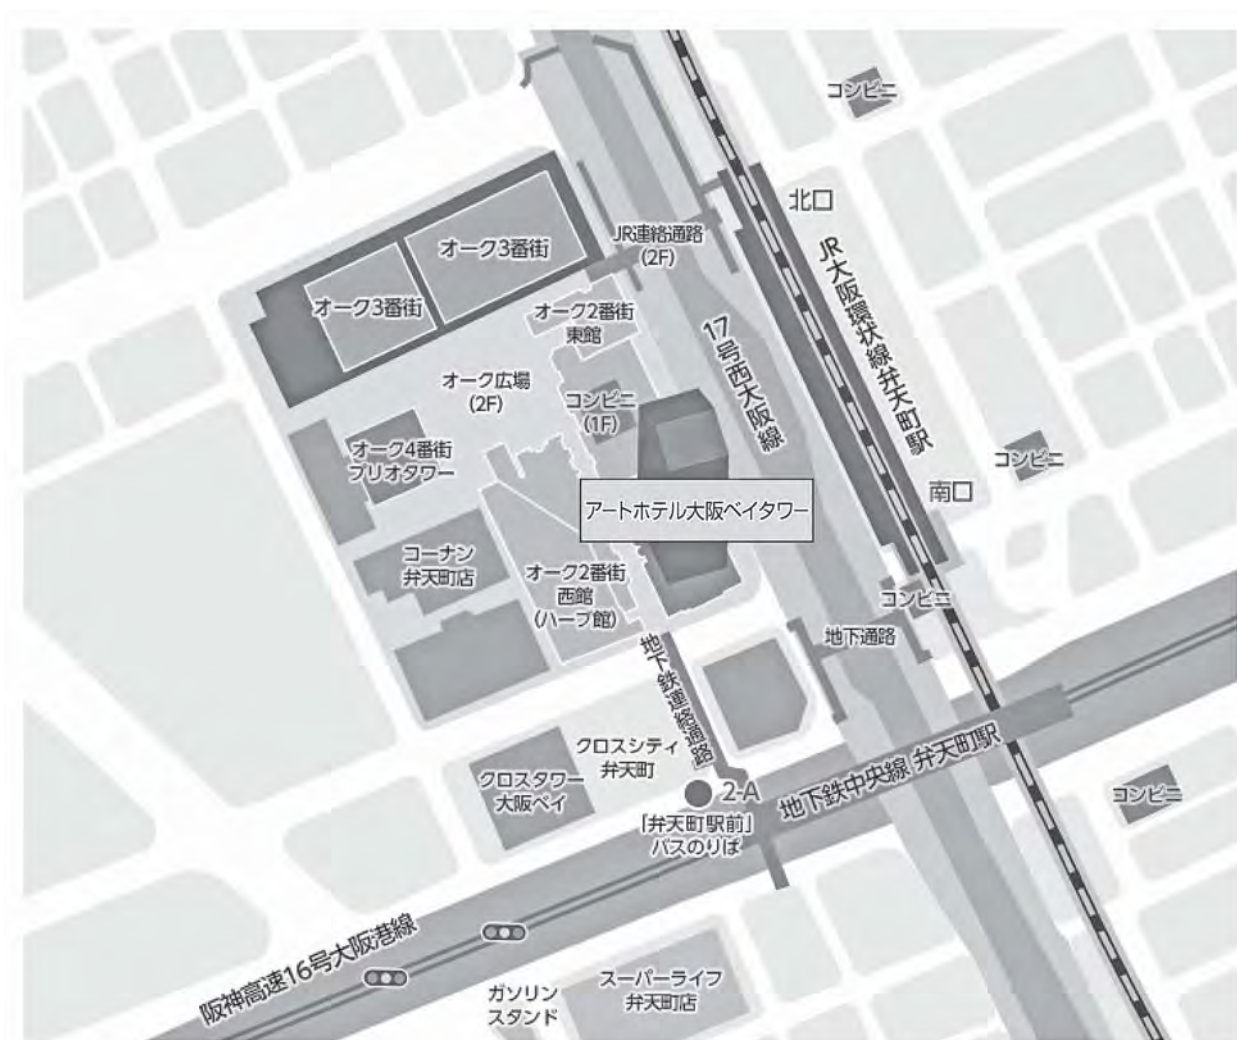 コンビニ
北口
JR連絡通路
(2F)
オーク3番街
オーク3番街
JR大阪環状線 弁天町駅
オーク2番街
東館
17号西大阪線
オーク広場
(2F)
コンビニ
(1F)
オーク4番街
プリオタワー
コンビニ
南口
アートホテル大阪ベイタワー
コーナン
弁天町店
オーク2番街
西館
(ハーブ館)
コンビニ
地下通路
地下鉄連絡通路
クロスシティ
弁天町
クロスタワー
大阪ベイ
2-A
「弁天町駅前」
バスのりば
地下鉄中央線 弁天町駅
コンビニ
阪神高速16号大阪港線
スーパーライフ
弁天町店
ガソリン
スタンド